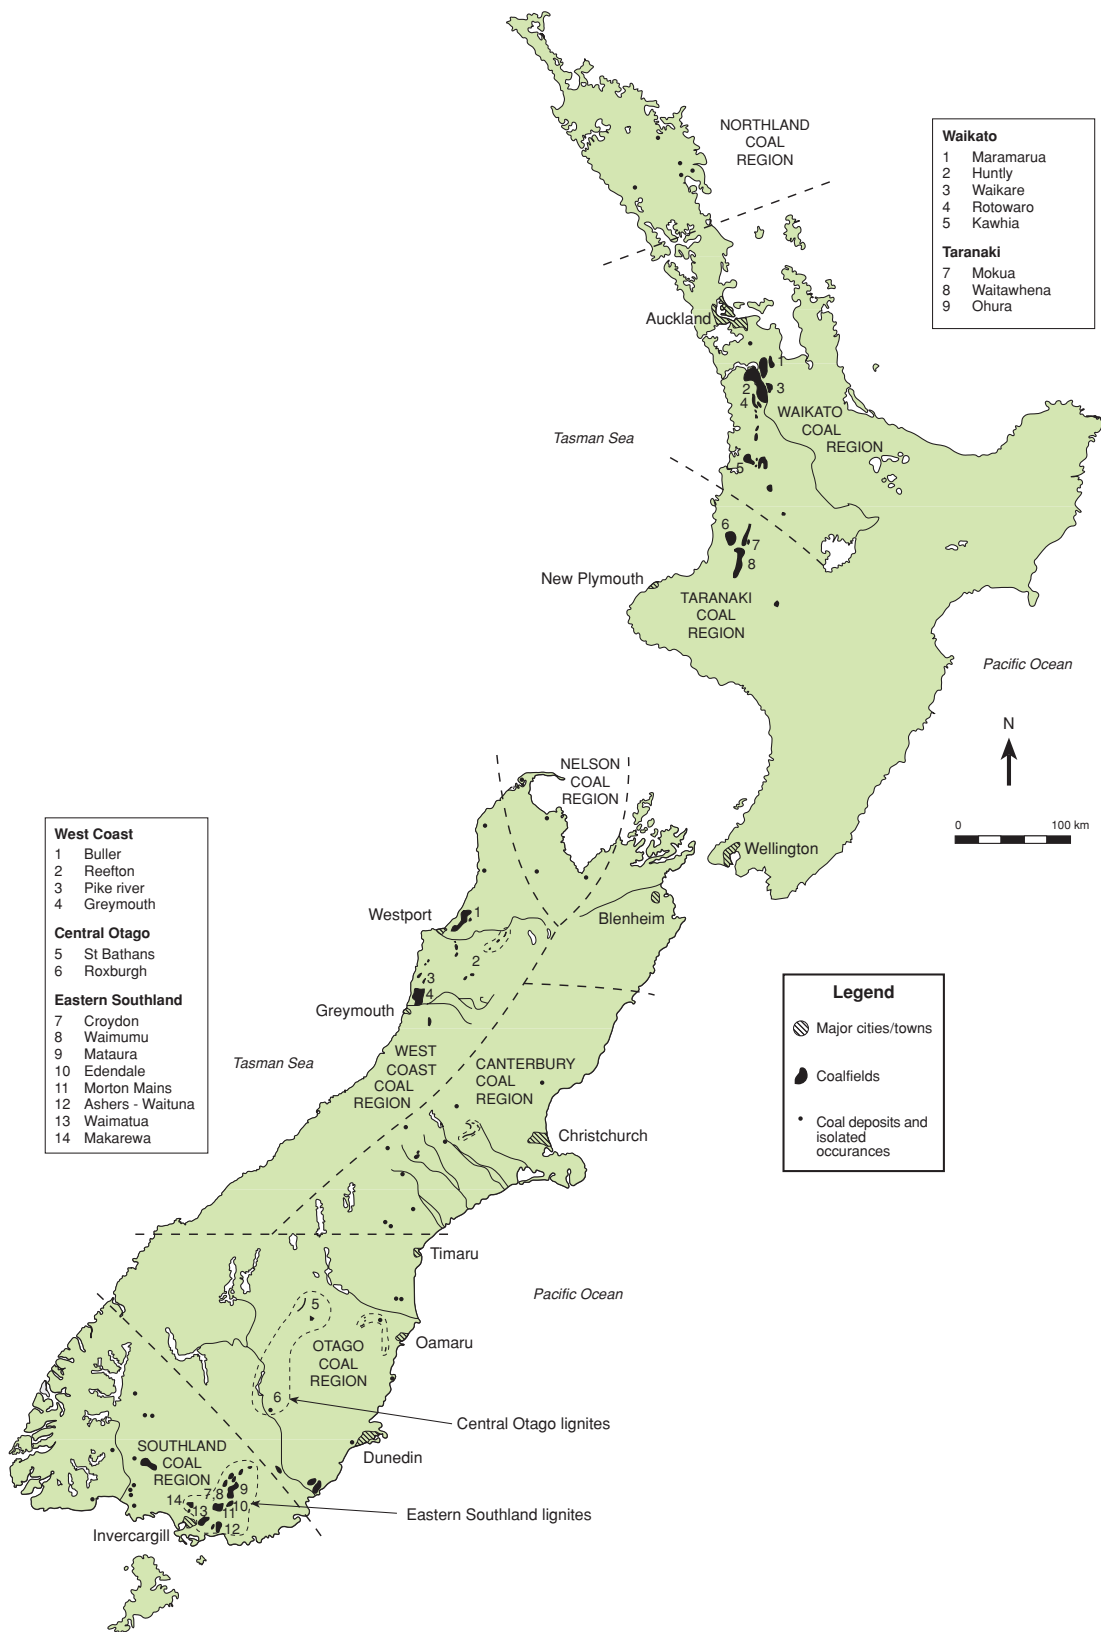 NORTHLAND
COAL
REGION
Waikato
1 Maramarua
2 Huntly
3 Waikare
4 Rotowaro
5 Kawhia
Taranaki
7 Mokua
8 Waitawhena
9 Ohura
Auckland
1
2
3
4
WAIKATO
COAL
REGION
Tasman Sea
5
6
7
8
New Plymouth
TARANAKI
COAL
REGION
Pacific Ocean
N
0 100 km
NELSON
COAL
REGION
Wellington
West Coast
1 Buller
2 Reefton
3 Pike river
4 Greymouth
Central Otago
5 St Bathans
6 Roxburgh
Eastern Southland
7 Croydon
8 Waimumu
9 Mataura
10 Edendale
11 Morton Mains
12 Ashers - Waituna
13 Waimatua
14 Makarewa
Westport
1
Blenheim
2
3
4
Greymouth
Legend
Major cities/towns
Coalfields
Coal deposits and
isolated
occurances
Tasman Sea
WEST
COAST
COAL
REGION
CANTERBURY
COAL
REGION
Christchurch
Timaru
Pacific Ocean
5
Oamaru
OTAGO
COAL
REGION
6
Central Otago lignites
Dunedin
SOUTHLAND
COAL
REGION
7 8 9
14
10
13 11
12
Eastern Southland lignites
Invercargill